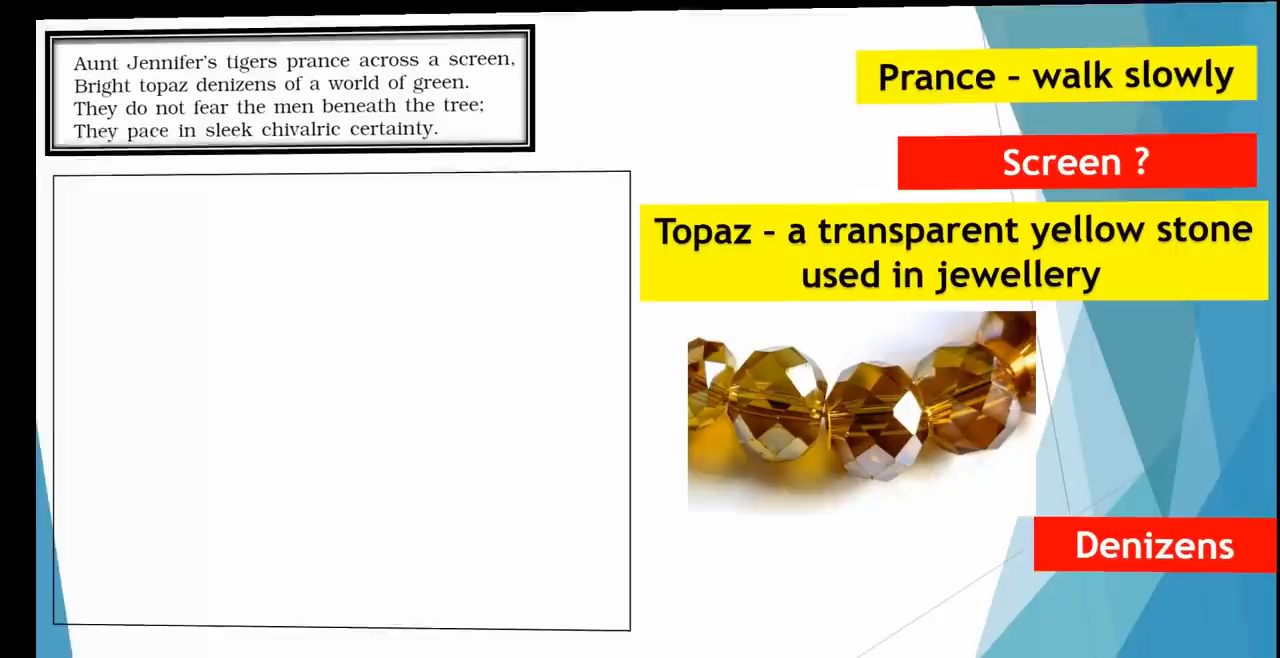 Aunt Jennifer's tigers prance across a screen,
Bright topaz denizens of a world of green.
They do not fear the men beneath the tree;
They pace in sleek chivalric certainty.
Prance – walk slowly
Screen ?
Topaz – a transparent yellow stone
used in jewellery
Denizens